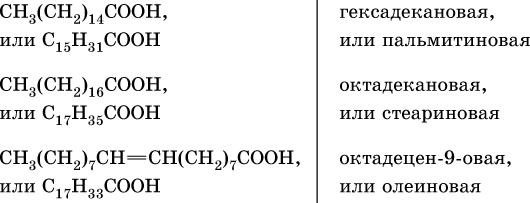 CH₃(CH₂)₁₄COOH, гексадекановая,
или C₁₅H₃₁COOH или пальмитиновая
CH₃(CH₂)₁₆COOH, октадекановая,
или C₁₇H₃₅COOH или стеариновая
CH₃(CH₂)₇CH=CH(CH₂)₇COOH, октадецен-9-овая,
или C₁₇H₃₃COOH или олеиновая